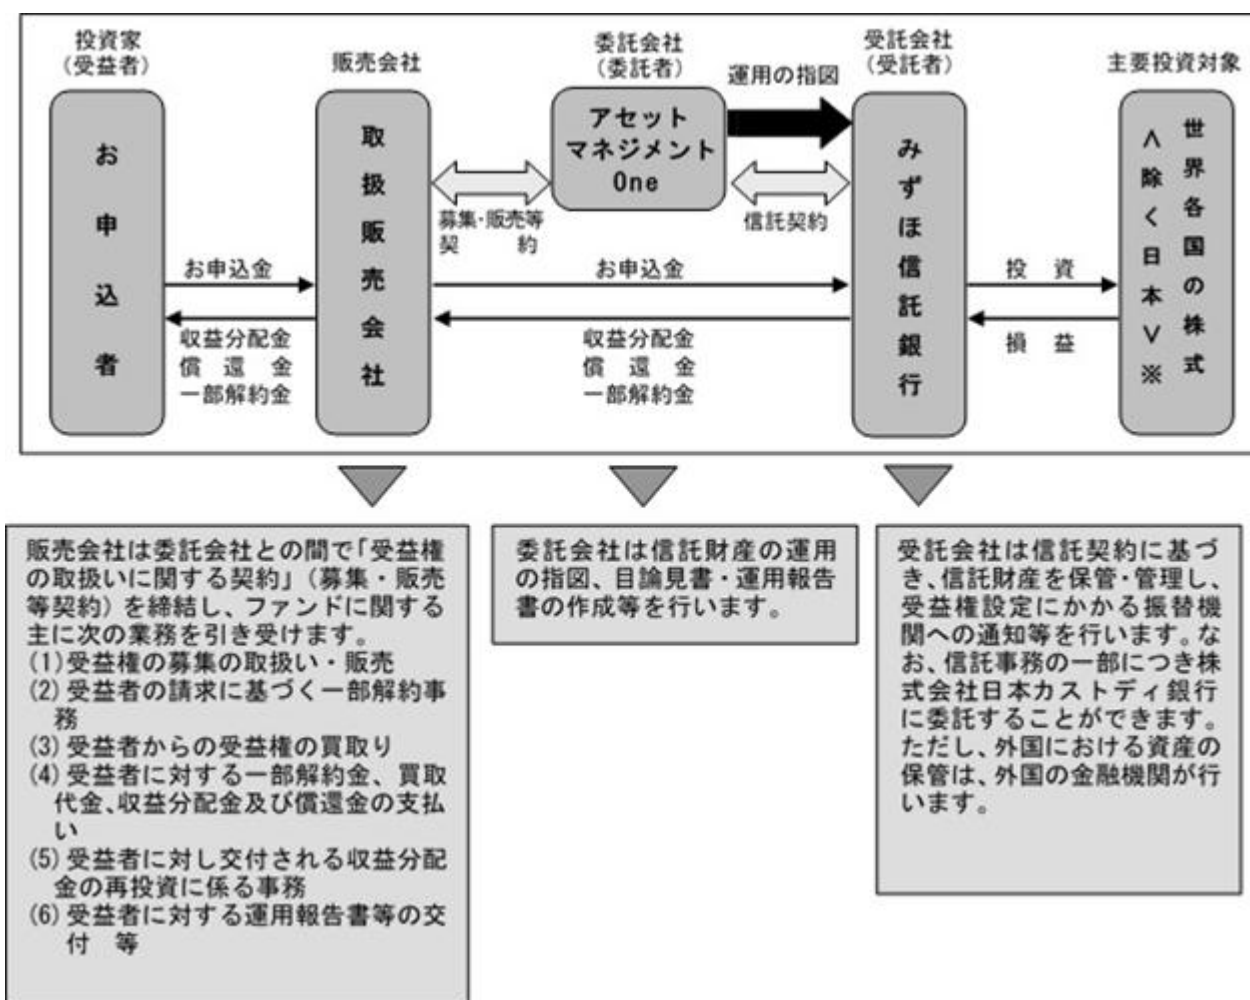 投資家
（受益者）
販売会社
委託会社
（委託者）
運用の指図
受託会社
（受託者）
主要投資対象
お申込者
取扱販売会社
アセット
マネジメント
One
みずほ信託銀行
世界各国の株式
＜除く日本＞※
募集・販売等
契　　約
信託契約
お申込金
お申込金
投　資
収益分配金
償　還　金
一部解約金
収益分配金
償　還　金
一部解約金
損　益
販売会社は委託会社との間で「受益権
の取扱いに関する契約」（募集・販売
等契約）を締結し、ファンドに関する
主に次の業務を引き受けます。
(1)受益権の募集の取扱い・販売
(2)受益者の請求に基づく一部解約事
務
(3)受益者からの受益権の買取り
(4)受益者に対する一部解約金、買取
代金、収益分配金及び償還金の支払
い
(5)受益者に対し交付される収益分配
金の再投資に係る事務
(6)受益者に対する運用報告書等の交
付　等
委託会社は信託財産の運用
の指図、目論見書・運用報告
書の作成等を行います。
受託会社は信託契約に基づ
き、信託財産を保管・管理し、
受益権設定にかかる振替機
関への通知等を行います。な
お、信託事務の一部につき株
式会社日本カストディ銀行
に委託することができます。
ただし、外国における資産の
保管は、外国の金融機関が行
います。